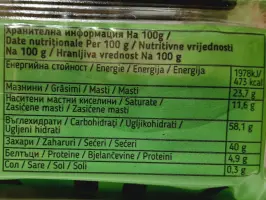 Хранителна информация На 100g/
Date nutriționale Per 100 g / Nutritivne vrijednosti
Na 100 g / Hranljiva vrednost Na 100 g
Енергийна стойност / Energie / Energija / Energija
1978kJ/
473 kcal
Мазнини / Grăsimi / Masti / Masti
23,7 g
Наситени мастни киселини / Saturate /
Zasićene masti / Zasićene masti
11,6 g
Въглехидрати / Carbohidrați / Ugljikohidrati /
Ugljeni hidrati
58,1 g
Захари / Zaharuri / Šećeri / Šećeri
40 g
Белтъци / Proteine / Bjelančevine / Proteini
4,9 g
Сол / Sare / Sol / Soli
0,3 g